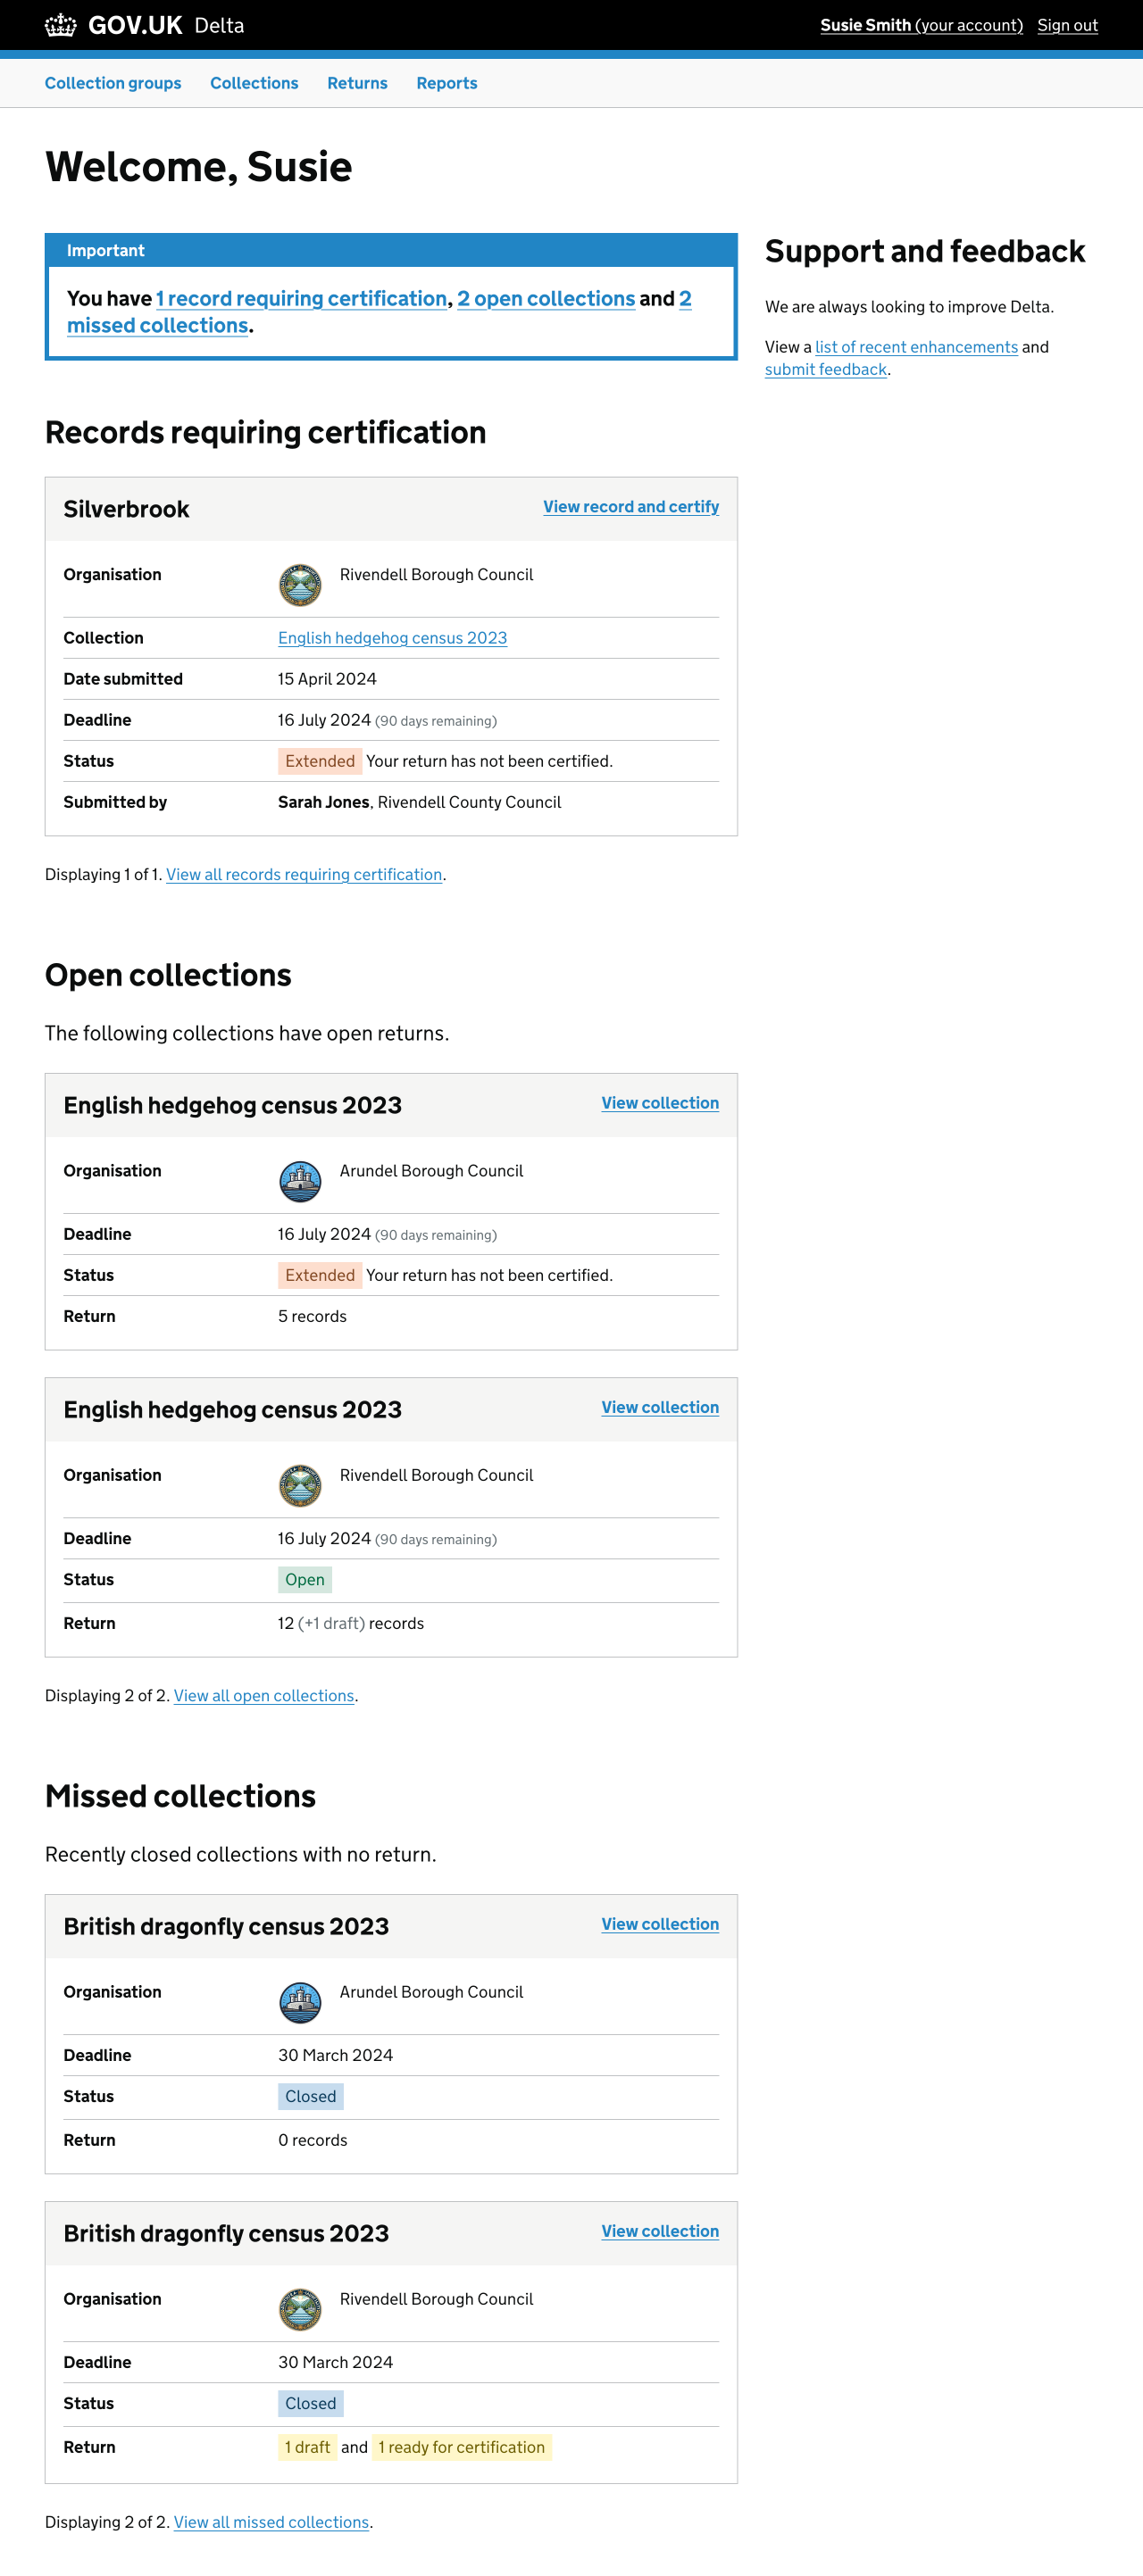 GOV.UK Delta
Susie Smith (your account) Sign out
Collection groups Collections Returns Reports
Welcome, Susie
Important
You have 1 record requiring certification, 2 open collections and 2
missed collections.
Support and feedback
We are always looking to improve Delta.
View a list of recent enhancements and
submit feedback.
Records requiring certification
Silverbrook View record and certify
Organisation Rivendell Borough Council
Collection English hedgehog census 2023
Date submitted 15 April 2024
Deadline 16 July 2024 (90 days remaining)
Status Extended Your return has not been certified.
Submitted by Sarah Jones, Rivendell County Council
Displaying 1 of 1. View all records requiring certification.
Open collections
The following collections have open returns.
English hedgehog census 2023 View collection
Organisation Arundel Borough Council
Deadline 16 July 2024 (90 days remaining)
Status Extended Your return has not been certified.
Return 5 records
English hedgehog census 2023 View collection
Organisation Rivendell Borough Council
Deadline 16 July 2024 (90 days remaining)
Status Open
Return 12 (+1 draft) records
Displaying 2 of 2. View all open collections.
Missed collections
Recently closed collections with no return.
British dragonfly census 2023 View collection
Organisation Arundel Borough Council
Deadline 30 March 2024
Status Closed
Return 0 records
British dragonfly census 2023 View collection
Organisation Rivendell Borough Council
Deadline 30 March 2024
Status Closed
Return 1 draft and 1 ready for certification
Displaying 2 of 2. View all missed collections.